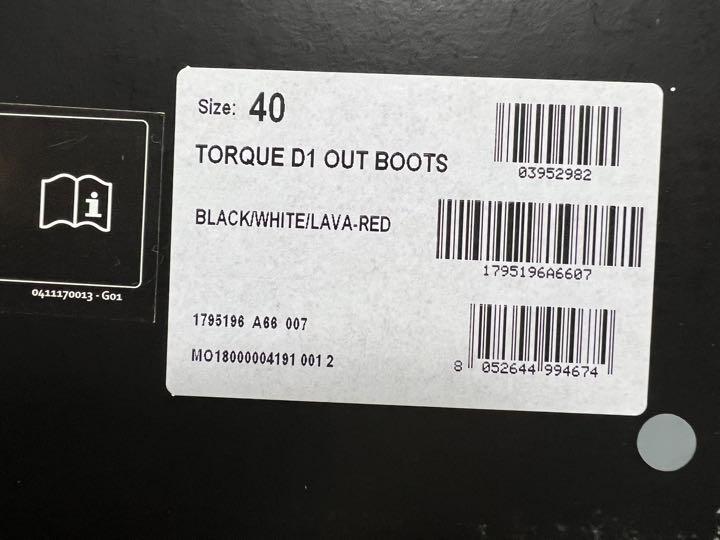 Size: 40
TORQUE D1 OUT BOOTS
BLACK/WHITE/LAVA-RED
1795196 A66 007
MO18000004191 001 2
03952982
1795196A6607
8 052644 994674
i
0411170013 - G01